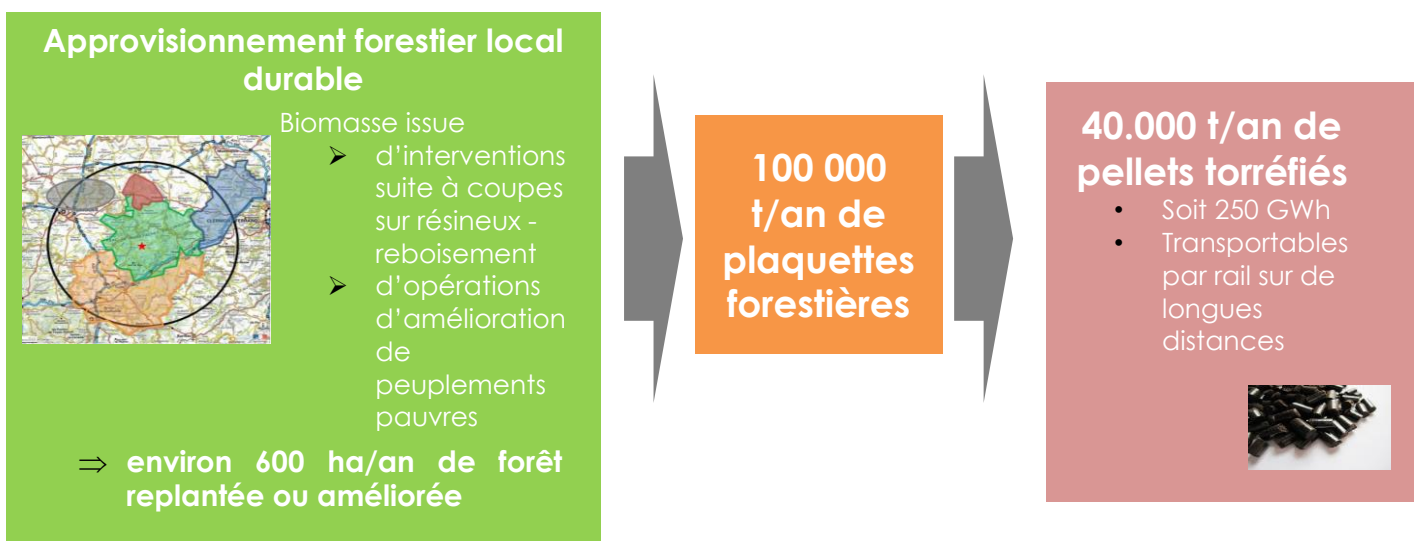 Approvisionnement forestier local
durable
Biomasse issue
➢ d'interventions
suite à coupes
sur résineux -
reboisement
➢ d'opérations
d'amélioration
de
peuplements
pauvres
⇒ environ 600 ha/an de forêt
replantée ou améliorée
100 000
t/an de
plaquettes
forestières
40.000 t/an de
pellets torréfiés
• Soit 250 GWh
• Transportables
par rail sur de
longues
distances